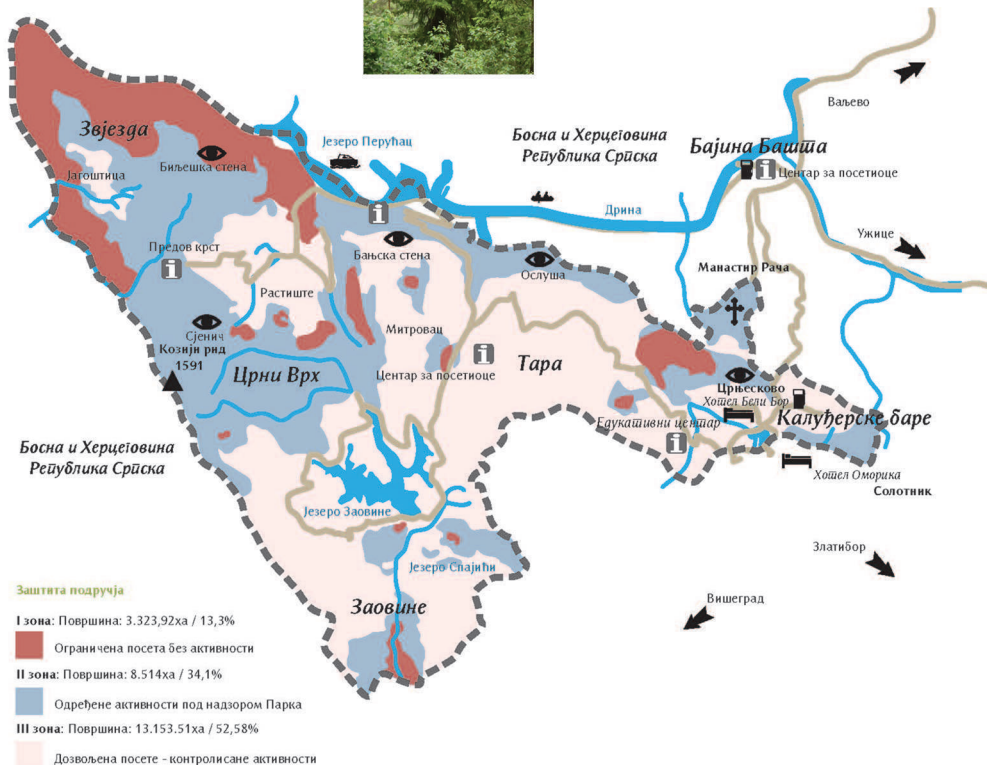 Звјезда
Јагоштица
Биљешка стена
Језеро Перућац
Босна и Херцеговина
Република Српска
Ваљево
Бајина Башта
Центар за посетиоце
Дрина
Ужице
Предов крст
Бањска стена
Ослуша
Манастир Рача
Растиште
Сјенич
Козији рид
1591
Митровац
Црни Врх
Центар за посетиоце
Тара
Црњесково
Хотел Бели Бор
Едукативни центар
Калуђерске баре
Босна и Херцеговина
Република Српска
Хотел Оморика
Солотник
Језеро Заовине
Језеро Спајићи
Златибор
Заовине
Вишеград
Заштита подручја
I зона: Површина: 3.323,92ха / 13,3%
Ограничена посета без активности
II зона: Површина: 8.514ха / 34,1%
Одређене активности под надзором Парка
III зона: Површина: 13.153.51ха / 52,58%
Дозвољена посете - контролисане активности